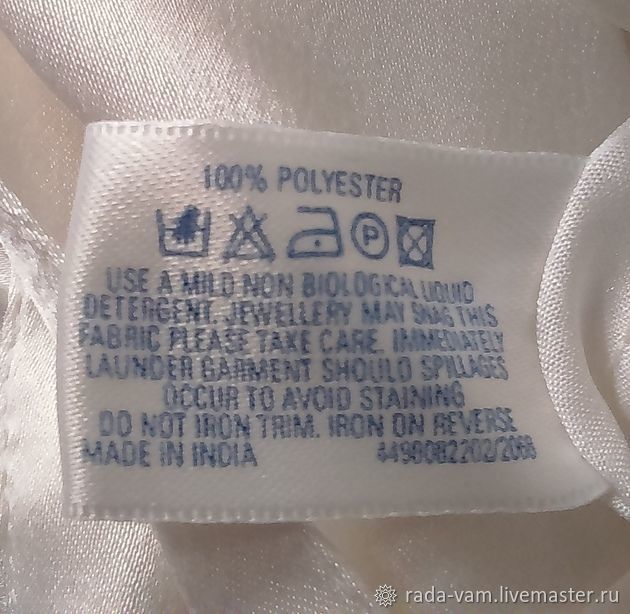 100% POLYESTER
P
USE A MILD NON BIOLOGICAL LIQUID
DETERGENT. JEWELLERY MAY SNAG THIS
FABRIC PLEASE TAKE CARE. IMMEDIATELY
LAUNDER GARMENT SHOULD SPILLAGES
OCCUR TO AVOID STAINING
DO NOT IRON TRIM. IRON ON REVERSE
MADE IN INDIA
rada-vam.livemaster.ru